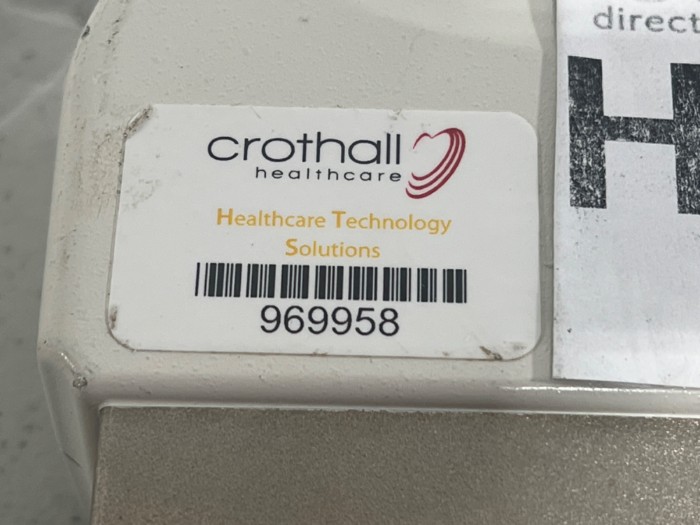 crothall
healthcare
Healthcare Technology
Solutions
969958
direct
H